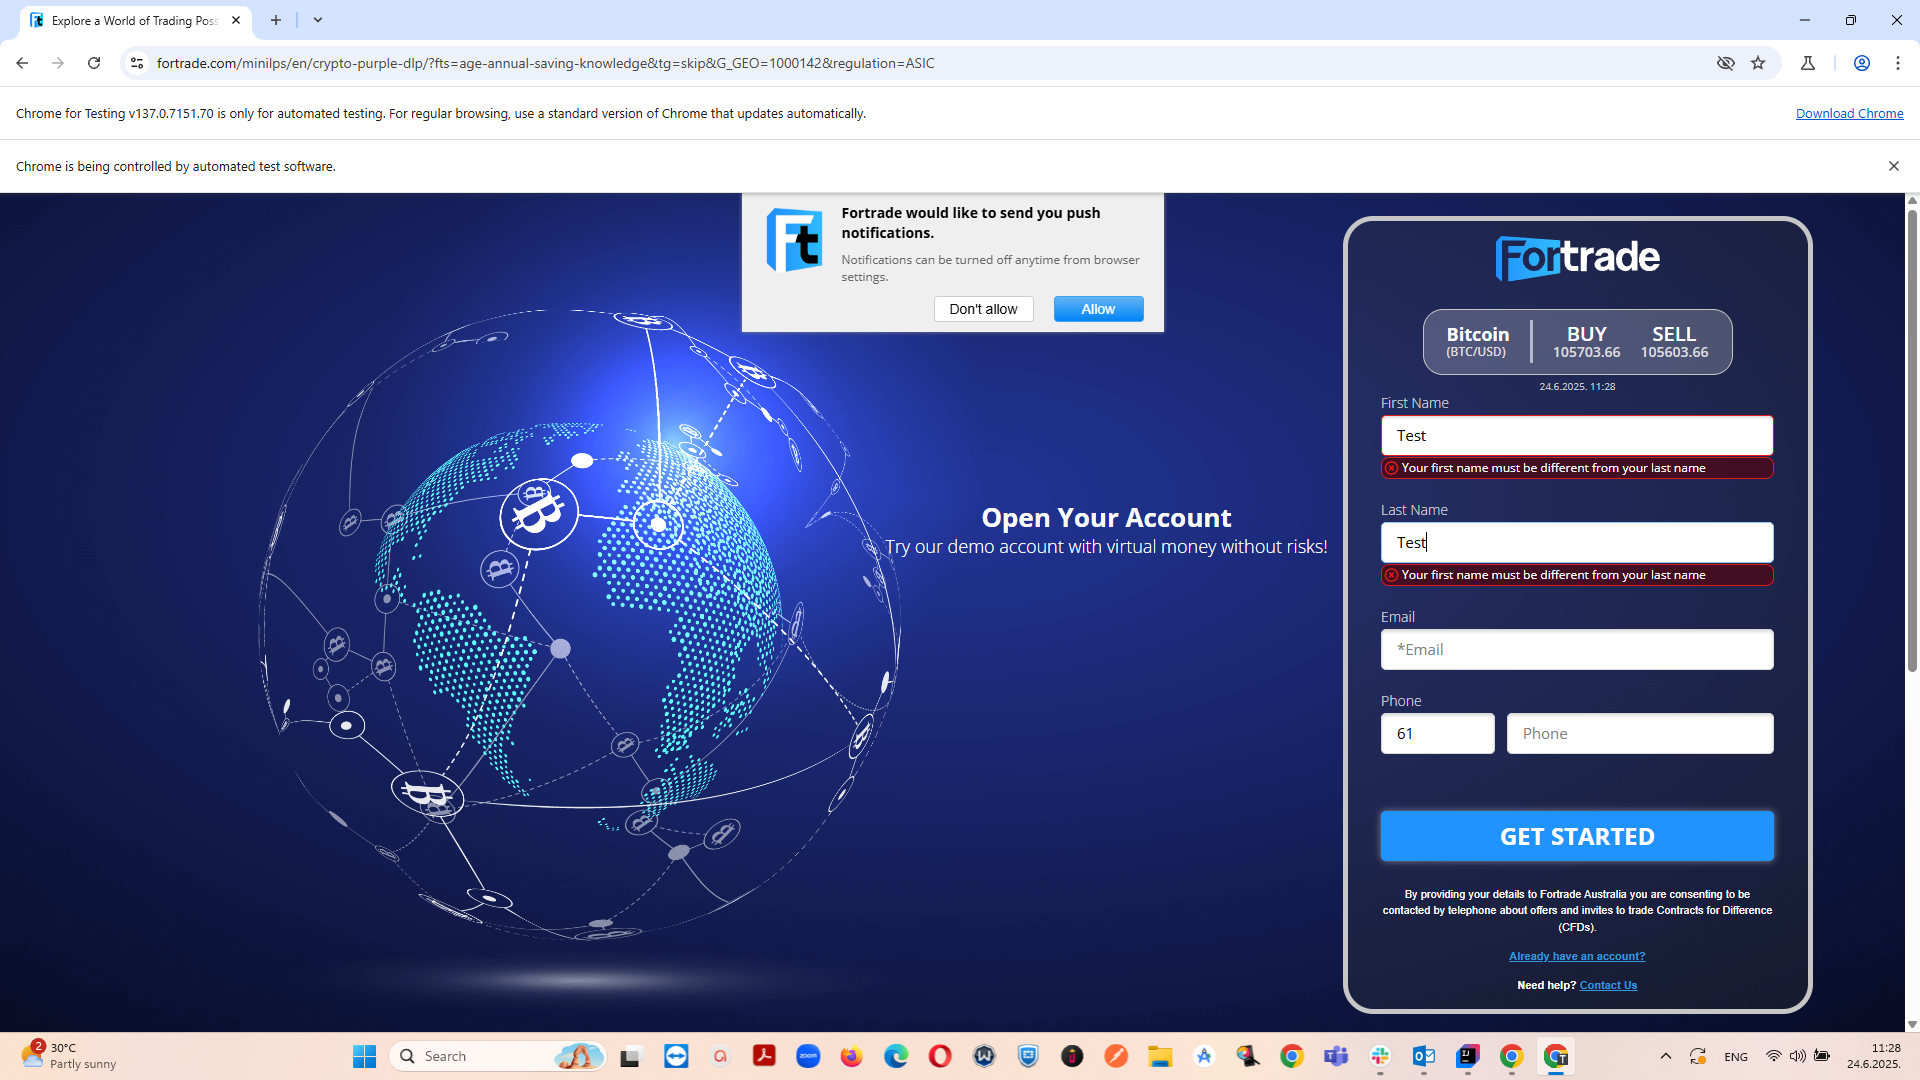 Explore a World of Trading Poss
fortrade.com/minilps/en/crypto-purple-dlp/?fts=age-annual-saving-knowledge&tg=skip&G_GEO=1000142&regulation=ASIC
Chrome for Testing v137.0.7151.70 is only for automated testing. For regular browsing, use a standard version of Chrome that updates automatically.
Download Chrome
Chrome is being controlled by automated test software.
Ft
Fortrade would like to send you push
notifications.
Notifications can be turned off anytime from browser
settings.
Don't allow
Allow
Fortrade
Bitcoin
(BTC/USD)
BUY
105703.66
SELL
105603.66
24.6.2025. 11:28
First Name
Test
Your first name must be different from your last name
Last Name
Test
Your first name must be different from your last name
Open Your Account
Try our demo account with virtual money without risks!
Email
*Email
Phone
61
Phone
GET STARTED
By providing your details to Fortrade Australia you are consenting to be
contacted by telephone about offers and invites to trade Contracts for Difference
(CFDs).
Already have an account?
Need help? Contact Us
2
30°C
Partly sunny
Search
zoom
ENG
11:28
24.6.2025.